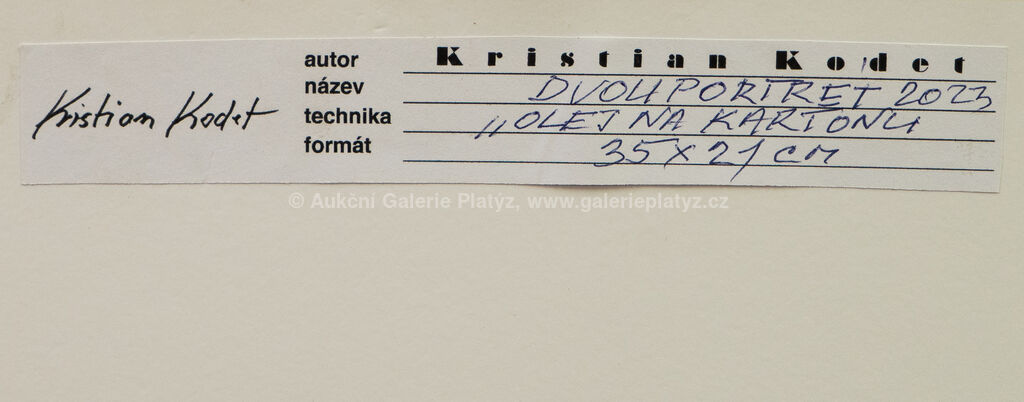 autor Kristian Kodet
název DVOUPORTRET 2023
Kristian Kodet
technika „OLEJ NA KARTONU
formát 35 x 21 cm
© Aukční Galerie Platýz, www.galerieplatyz.cz